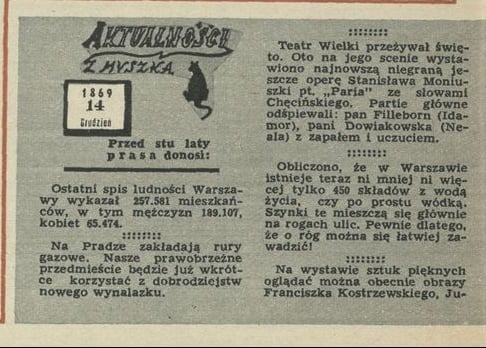 AKTUALNOŚCI
Z MYSZKĄ
1869
14
Grudzień
Przed stu laty
prasa donosi:
Ostatni spis ludności Warsza-
wy wykazał 257.581 mieszkań-
ców, w tym mężczyzn 189.107,
kobiet 65.474.
Na Pradze zakładają rury
gazowe. Nasze prawobrzeżne
przedmieście będzie już wkrót-
ce korzystać z dobrodziejstw
nowego wynalazku.
Teatr Wielki przeżywał świę-
to. Oto na jego scenie wysta-
wiono najnowszą niegraną je-
szcze operę Stanisława Moniu-
szki pt. „Paria" ze słowami
Chęcińskiego. Partie główne
odśpiewali: pan Filleborn (Ida-
mor), pani Dowiakowska (Ne-
ala) z zapałem i uczuciem.
Obliczono, że w Warszawie
istnieje teraz ni mniej ni wię-
cej tylko 450 składów z wodą
życia, czy po prostu wódką.
Szynki te mieszczą się głównie
na rogach ulic. Pewnie dlatego,
że o róg można się łatwiej za-
wadzić!
Na wystawie sztuk pięknych
oglądać można obecnie obrazy
Franciszka Kostrzewskiego, Ju-